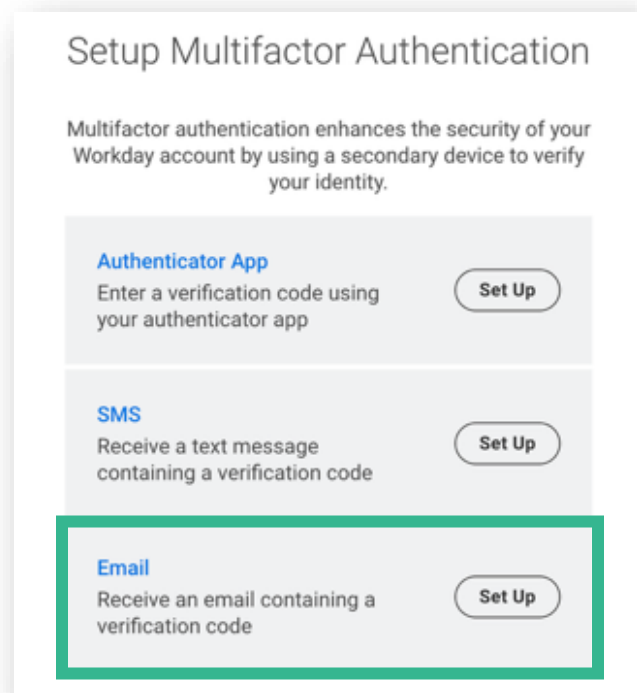 Setup Multifactor Authentication
Multifactor authentication enhances the security of your
Workday account by using a secondary device to verify
your identity.
Authenticator App
Enter a verification code using
your authenticator app
Set Up
SMS
Receive a text message
containing a verification code
Set Up
Email
Receive an email containing a
verification code
Set Up